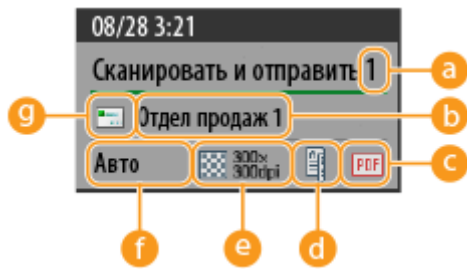 08/28 3:21
Сканировать и отправить 1
a
g
Отдел продаж 1
b
Авто
300x
300dpi
PDF
c
f
e
d